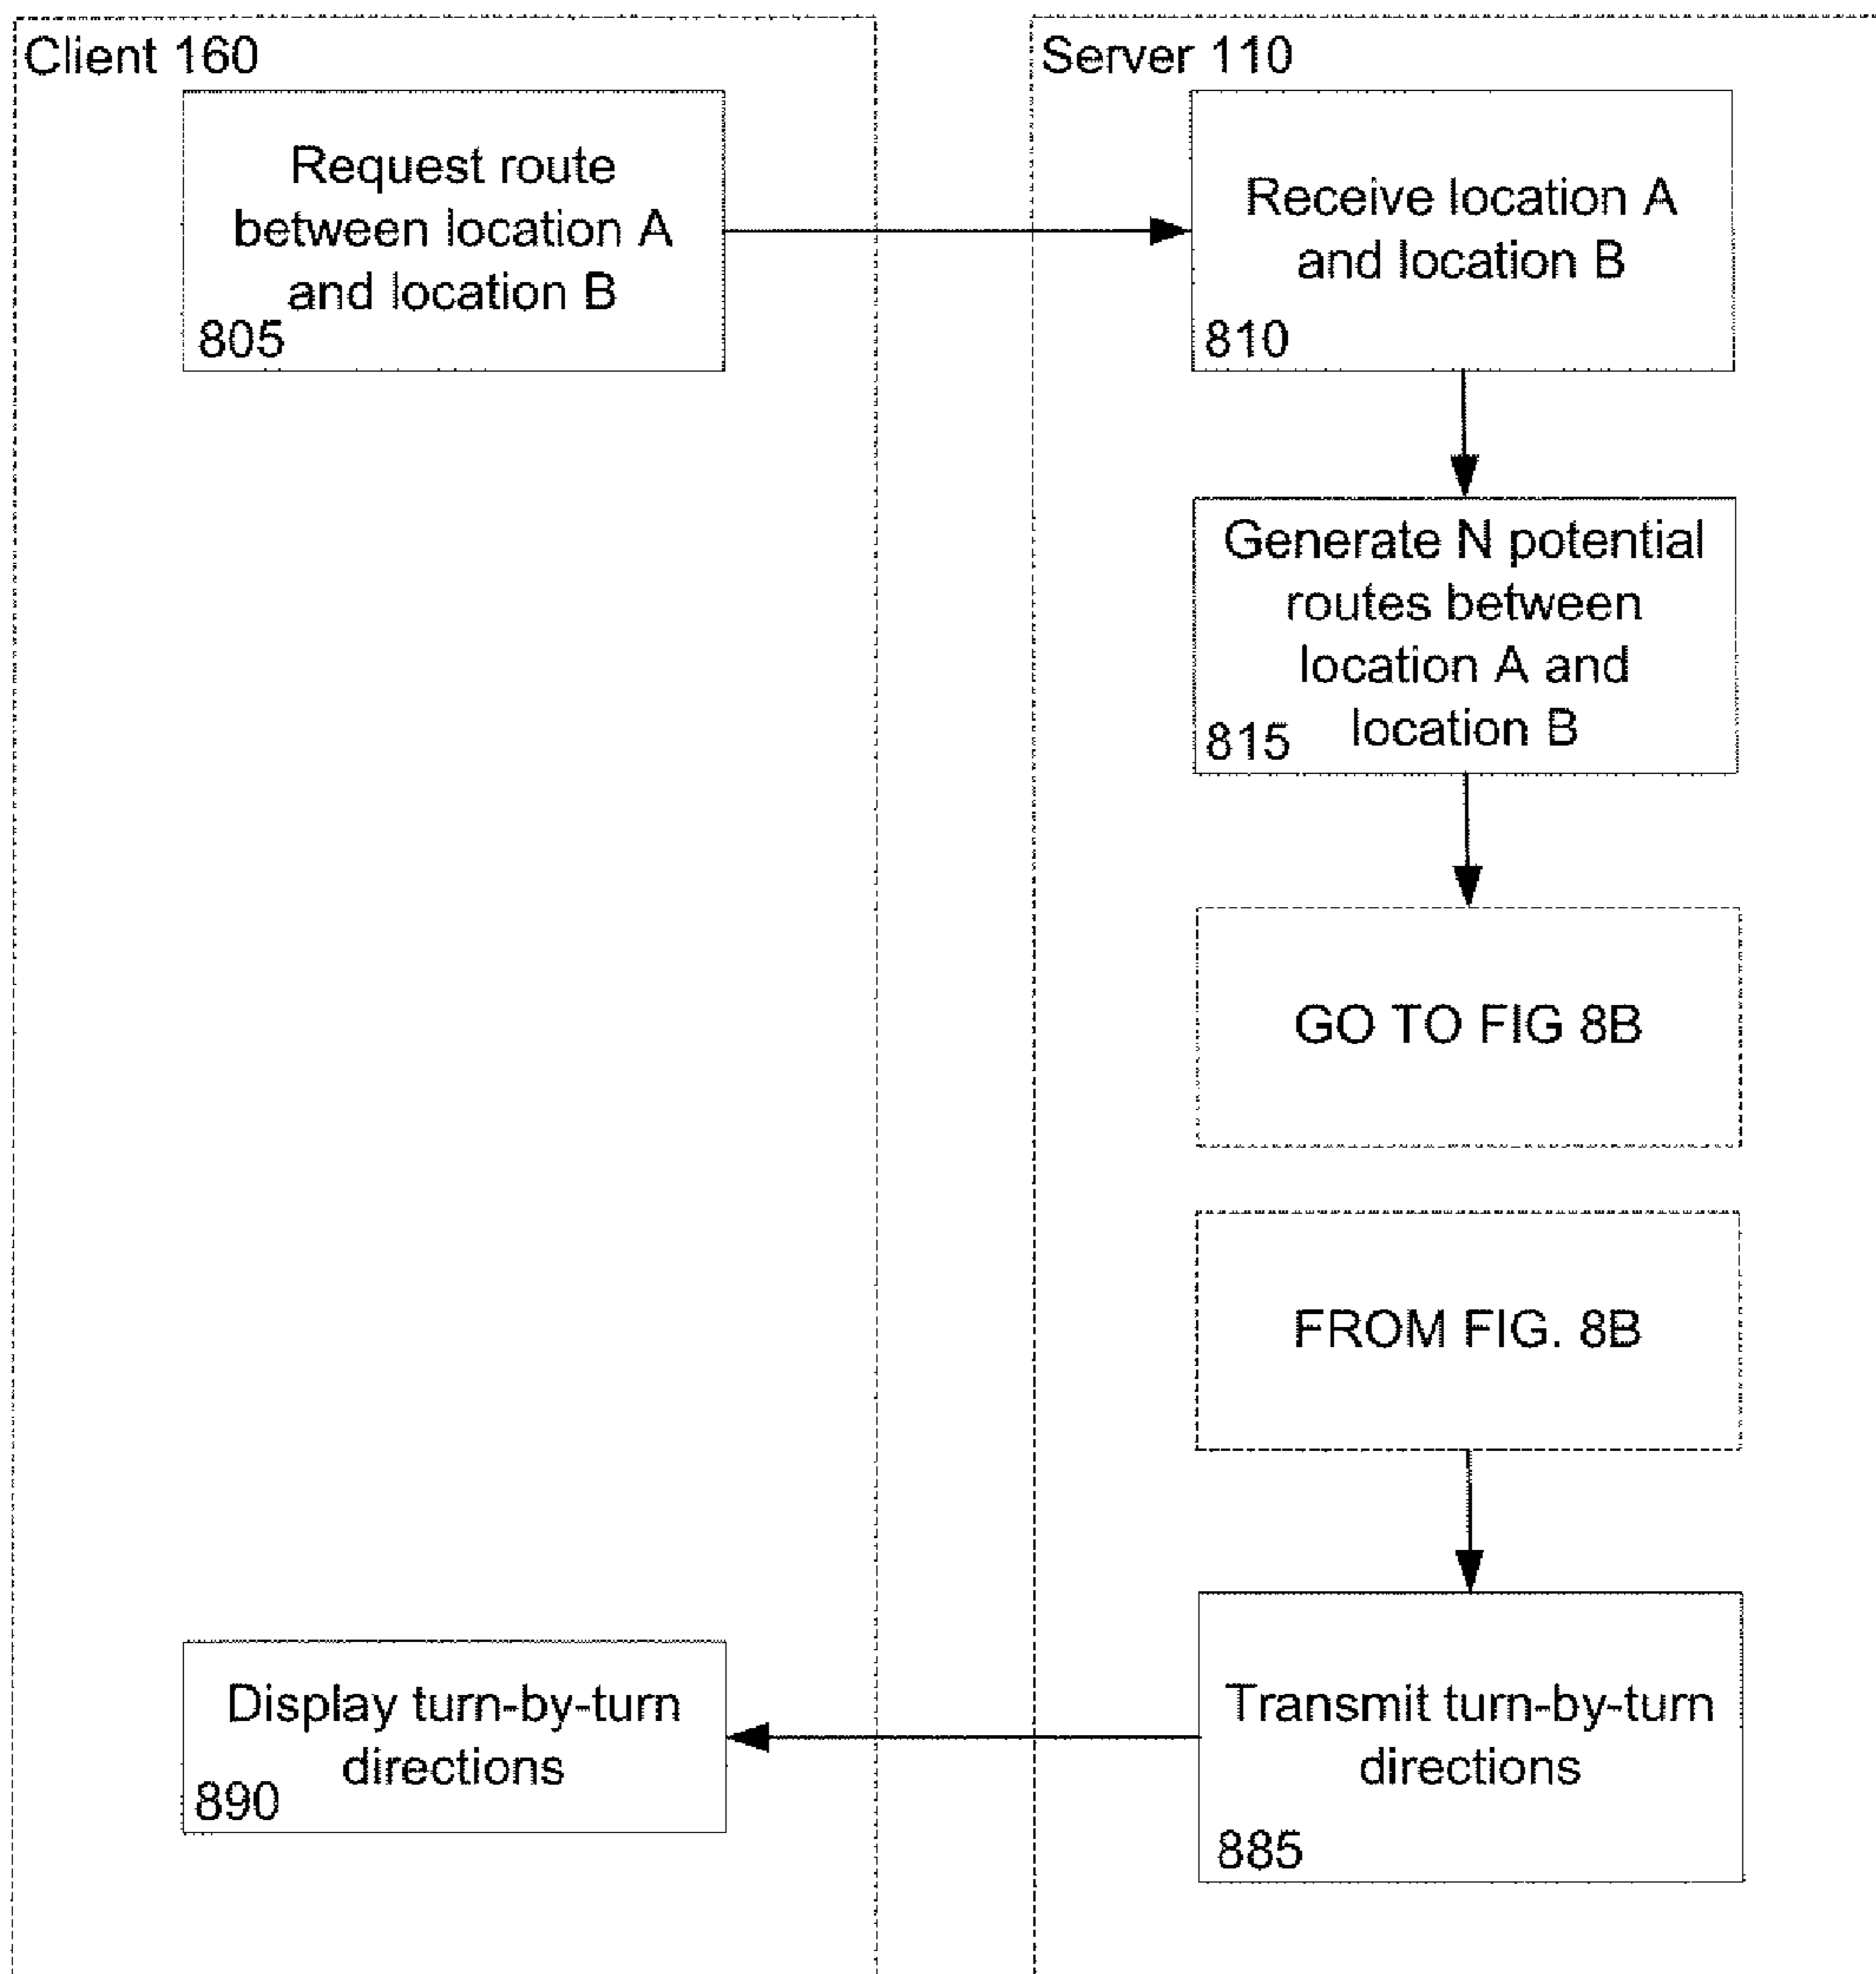 Client 160
Request route
between location A
and location B
805
Server 110
Receive location A
and location B
810
Generate N potential
routes between
location A and
location B
815
GO TO FIG 8B
FROM FIG. 8B
Transmit turn-by-turn
directions
885
Display turn-by-turn
directions
890